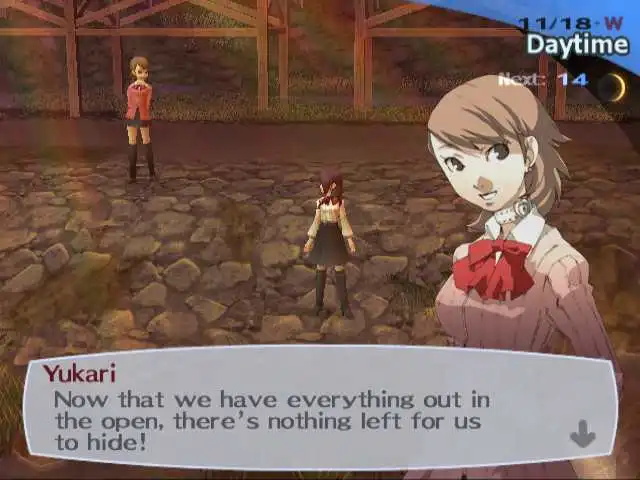 11/18 - W
Daytime
Next: 14
Yukari
Now that we have everything out in
the open, there's nothing left for us
to hide!